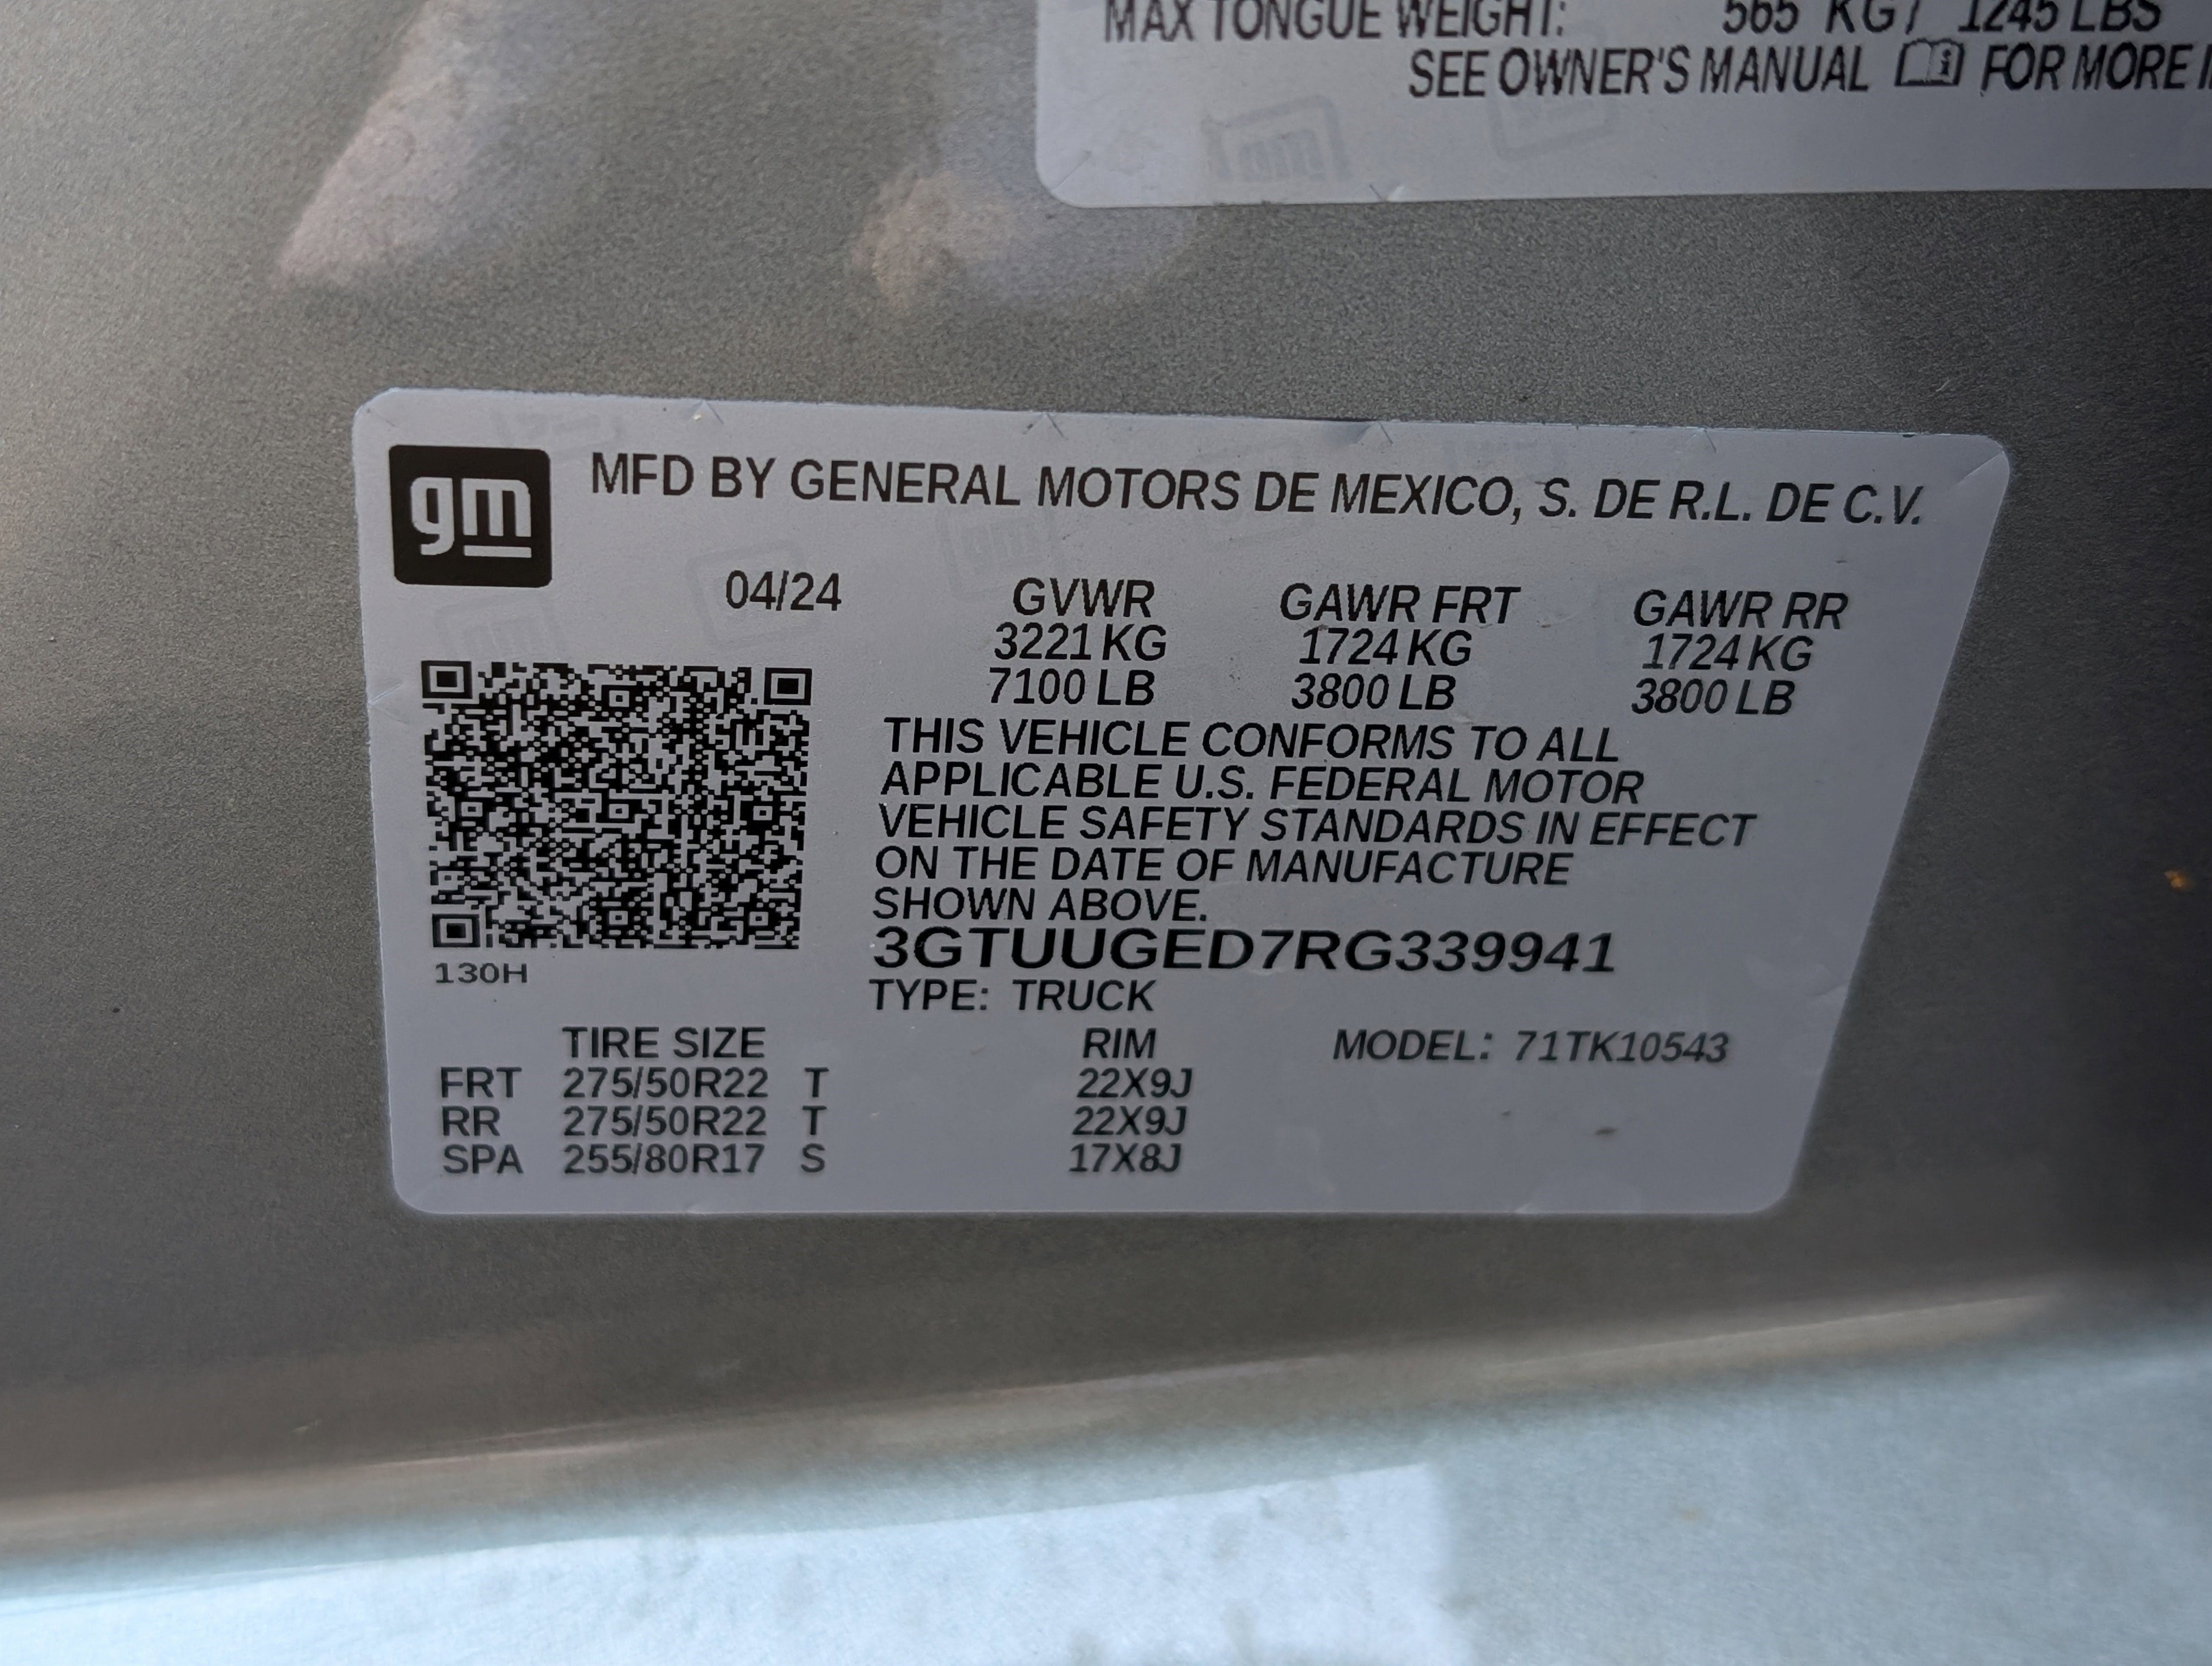 MAX TONGUE WEIGHT: 565 KG / 1245 LBS
SEE OWNER'S MANUAL FOR MORE
gm
MFD BY GENERAL MOTORS DE MEXICO, S. DE R.L. DE C.V.
04/24 GVWR GAWR FRT GAWR RR
3221 KG 1724 KG 1724 KG
7100 LB 3800 LB 3800 LB
THIS VEHICLE CONFORMS TO ALL
APPLICABLE U.S. FEDERAL MOTOR
VEHICLE SAFETY STANDARDS IN EFFECT
ON THE DATE OF MANUFACTURE
SHOWN ABOVE.
3GTUUGED7RG339941
130H
TYPE: TRUCK
TIRE SIZE RIM MODEL: 71TK10543
FRT 275/50R22 T 22X9J
RR 275/50R22 T 22X9J
SPA 255/80R17 S 17X8J